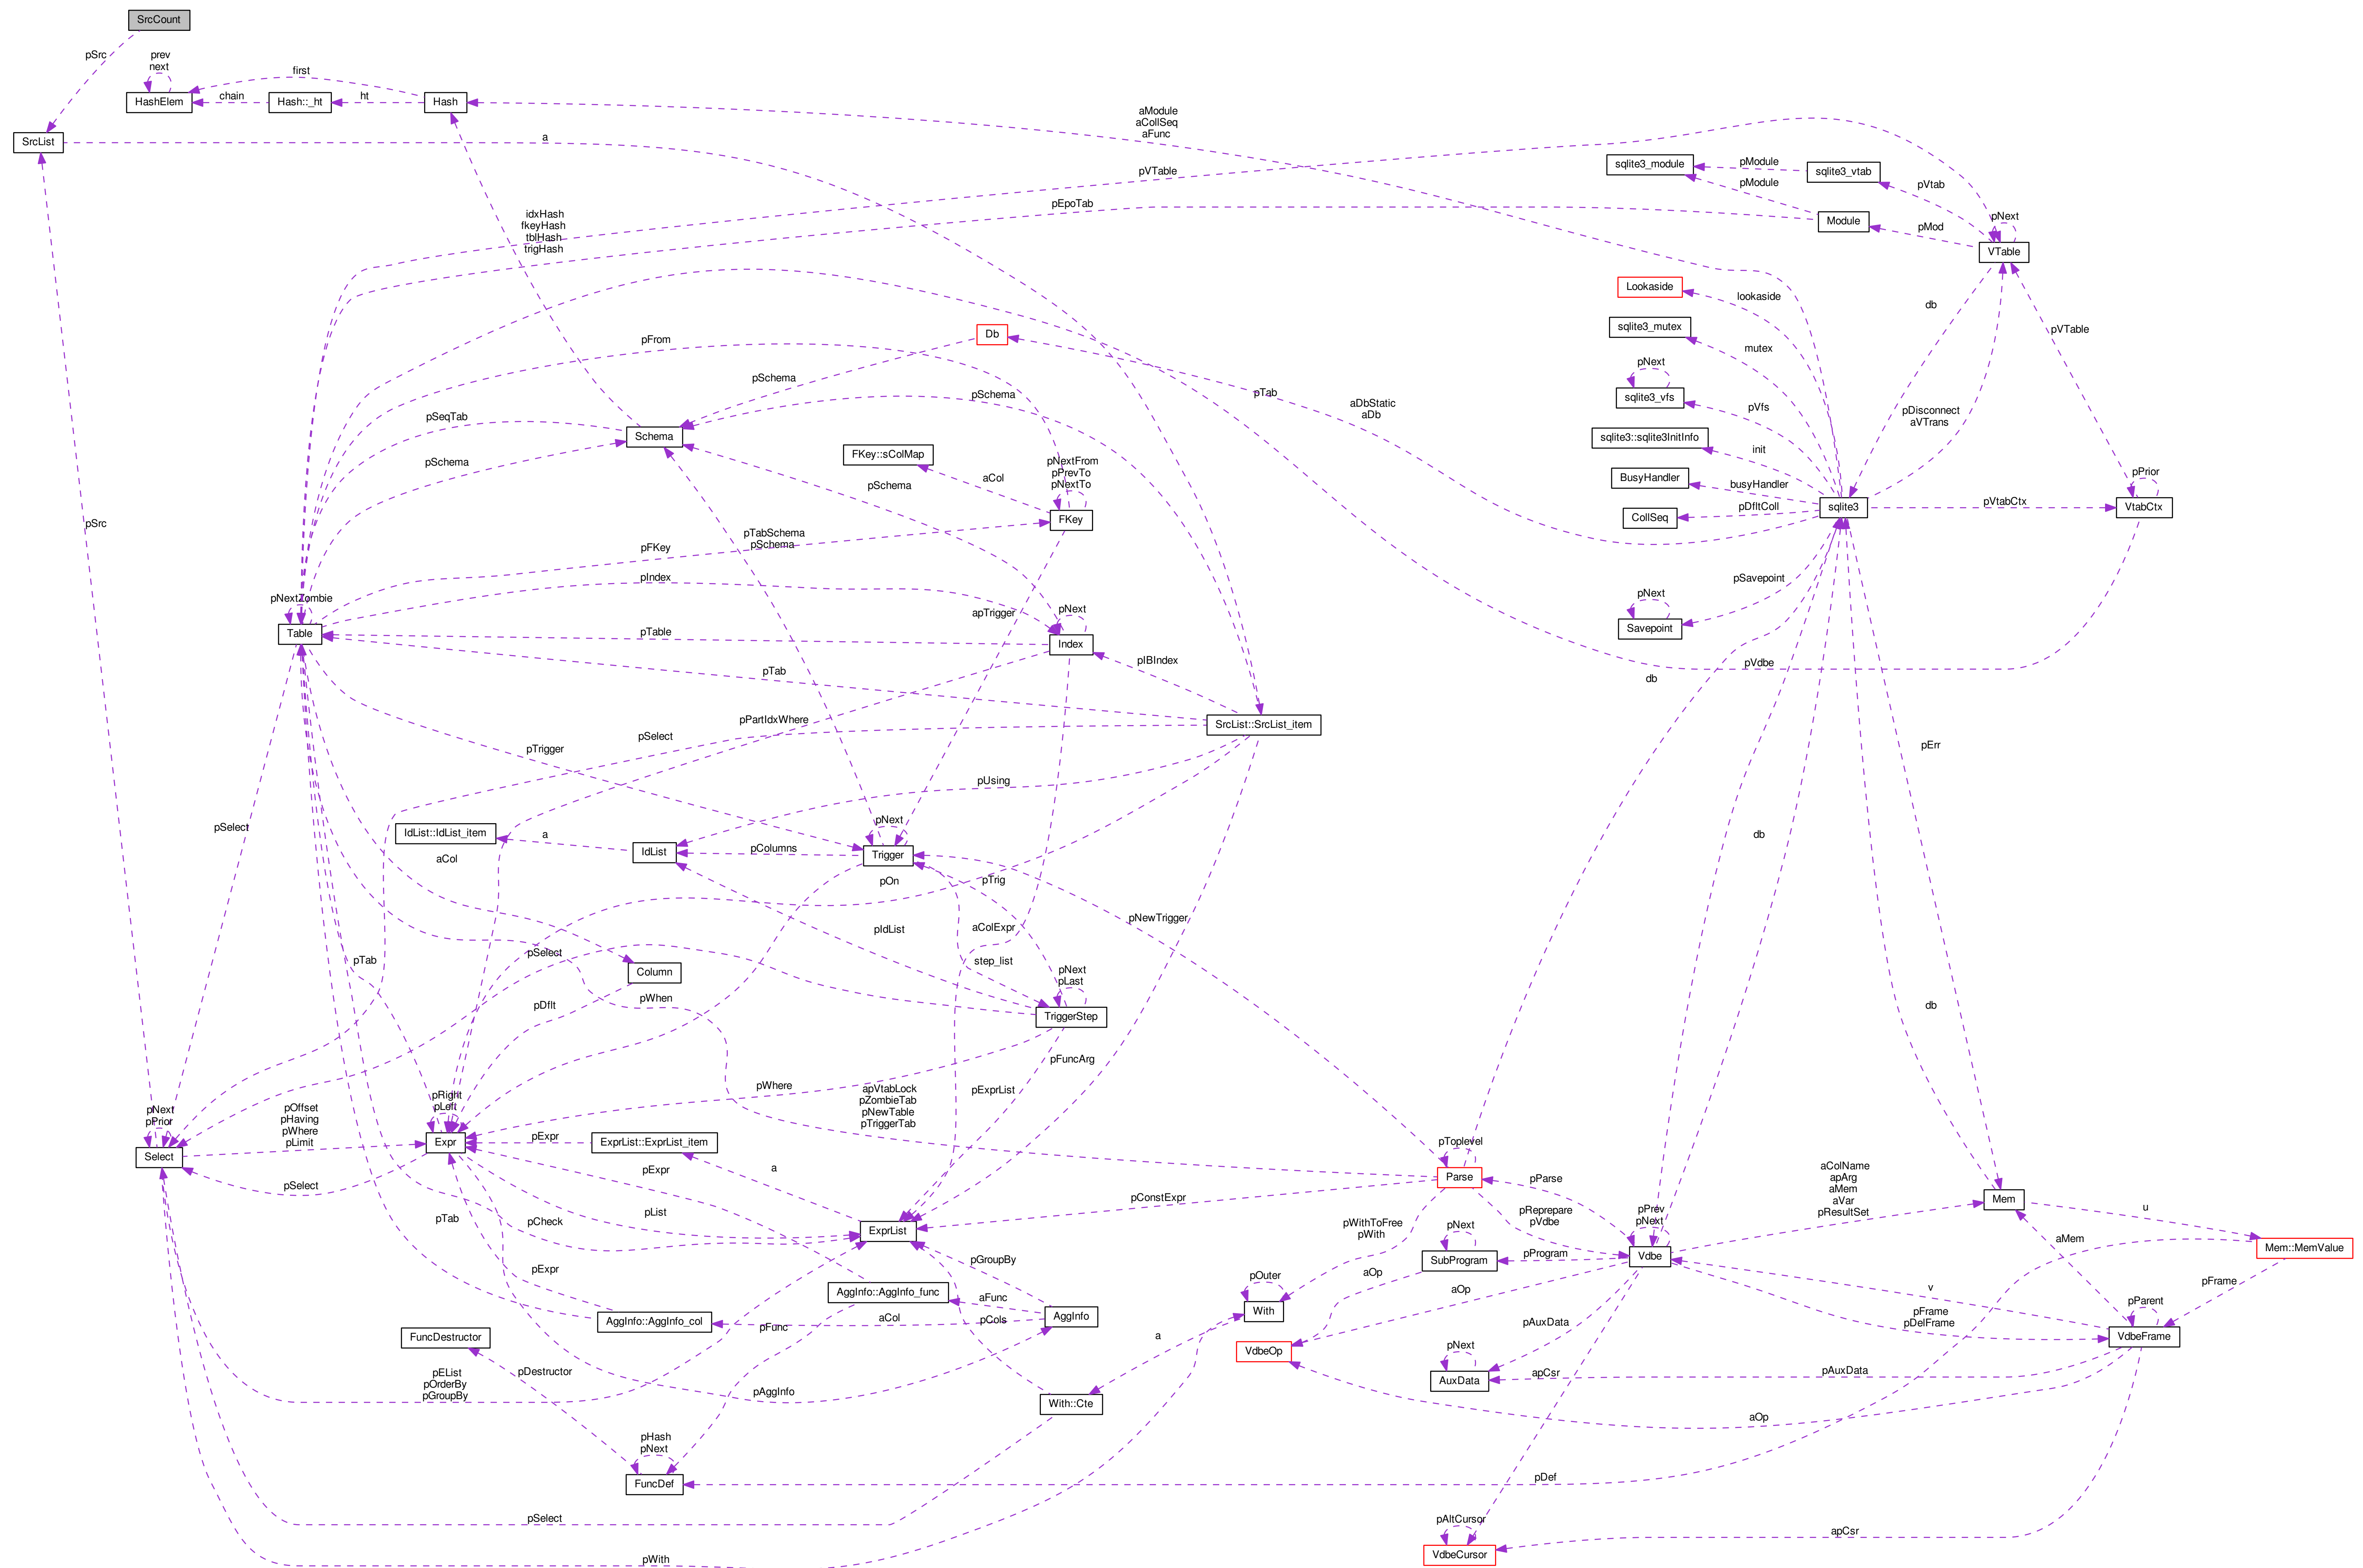 SrcCount
pSrc
prev
next
first
HashElem
chain
Hash::_ht
ht
Hash
SrcList
a
aModule
aCollSeq
aFunc
pVTable
pEpoTab
sqlite3_module
pModule
sqlite3_vtab
pModule
pVtab
Module
pMod
pNext
VTable
idxHash
fkeyHash
tblHash
trigHash
Lookaside
lookaside
db
sqlite3_mutex
mutex
pVTable
Db
pFrom
pSchema
pNext
sqlite3_vfs
pVfs
pTab
aDbStatic
aDb
pSchema
pDisconnect
aVTrans
pSeqTab
Schema
pSchema
sqlite3::sqlite3InitInfo
init
FKey::sColMap
aCol
pNextFrom
pPrevTo
pNextTo
pSchema
BusyHandler
busyHandler
pPrior
sqlite3
pVtabCtx
VtabCtx
CollSeq
pDfltColl
FKey
pTabSchema
pSchema
pFKey
pIndex
pSavepoint
pNext
Savepoint
pNextZombie
Table
apTrigger
pNext
Index
pTable
pTab
pIBIndex
pVdbe
db
pPartIdxWhere
SrcList::SrcList_item
pSelect
pTrigger
pErr
pUsing
pSrc
pSelect
IdList::IdList_item
a
IdList
pColumns
pNext
Trigger
db
aCol
pOn
pTrig
pNewTrigger
pIdList
aColExpr
pTab
pSelect
step_list
Column
pNext
pLast
TriggerStep
pWhen
pDflt
db
pFuncArg
pExprList
pWhere
apVtabLock
pZombieTab
pNewTable
pTriggerTab
pRight
pLeft
pNext
pPrior
pOffset
pHaving
pWhere
pLimit
Select
Expr
pExpr
ExprList::ExprList_item
a
pExpr
pSelect
pToplevel
Parse
pParse
aColName
apArg
aMem
aVar
pResultSet
Mem
u
pConstExpr
pTab
pCheck
pList
ExprList
pWithToFree
pWith
pReprepare
pVdbe
pPrev
pNext
Vdbe
pNext
SubProgram
pProgram
aMem
Mem::MemValue
pGroupBy
pExpr
aOp
aOp
v
pFrame
pOuter
With
AggInfo::AggInfo_func
aFunc
AggInfo
pFrame
pDelFrame
pParent
VdbeFrame
AggInfo::AggInfo_col
aCol
pCols
pFunc
a
pAuxData
FuncDestructor
VdbeOp
pNext
AuxData
apCsr
pAuxData
pDestructor
pEList
pOrderBy
pGroupBy
pAggInfo
With::Cte
aOp
pHash
pNext
FuncDef
pDef
pSelect
pAltCursor
apCsr
VdbeCursor
pWith